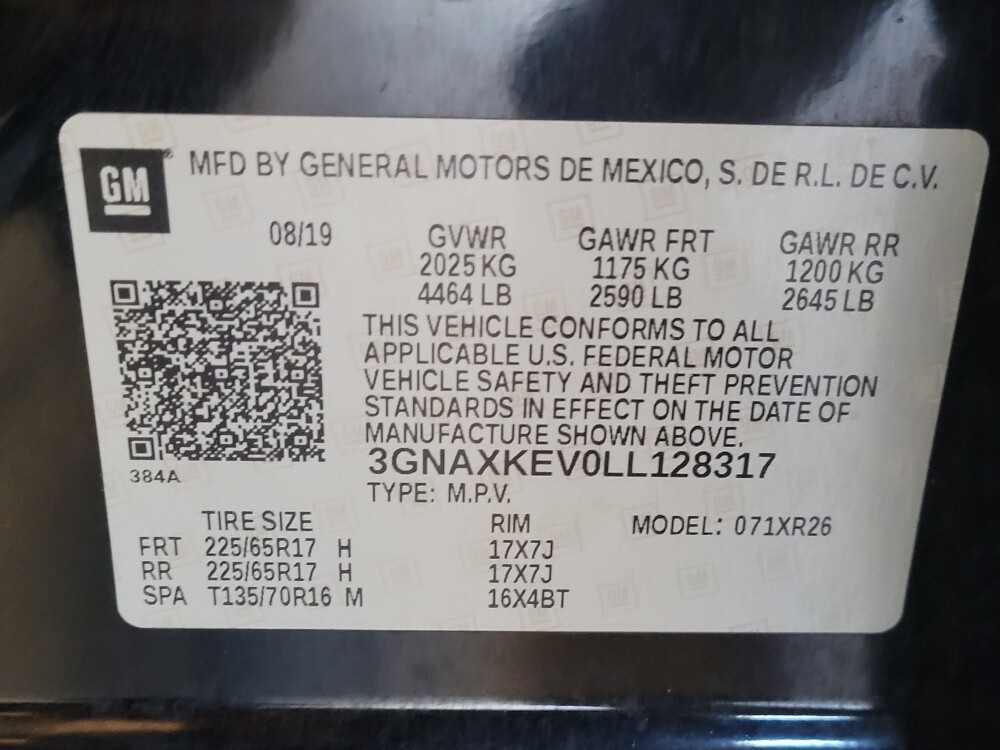 GM
MFD BY GENERAL MOTORS DE MEXICO, S. DE R.L. DE C.V.
08/19 GVWR GAWR FRT GAWR RR
2025 KG 1175 KG 1200 KG
4464 LB 2590 LB 2645 LB
THIS VEHICLE CONFORMS TO ALL
APPLICABLE U.S. FEDERAL MOTOR
VEHICLE SAFETY AND THEFT PREVENTION
STANDARDS IN EFFECT ON THE DATE OF
MANUFACTURE SHOWN ABOVE.
384A
3GNAXKEV0LL128317
TYPE: M.P.V.
TIRE SIZE RIM MODEL: 071XR26
FRT 225/65R17 H 17X7J
RR 225/65R17 H 17X7J
SPA T135/70R16 M 16X4BT